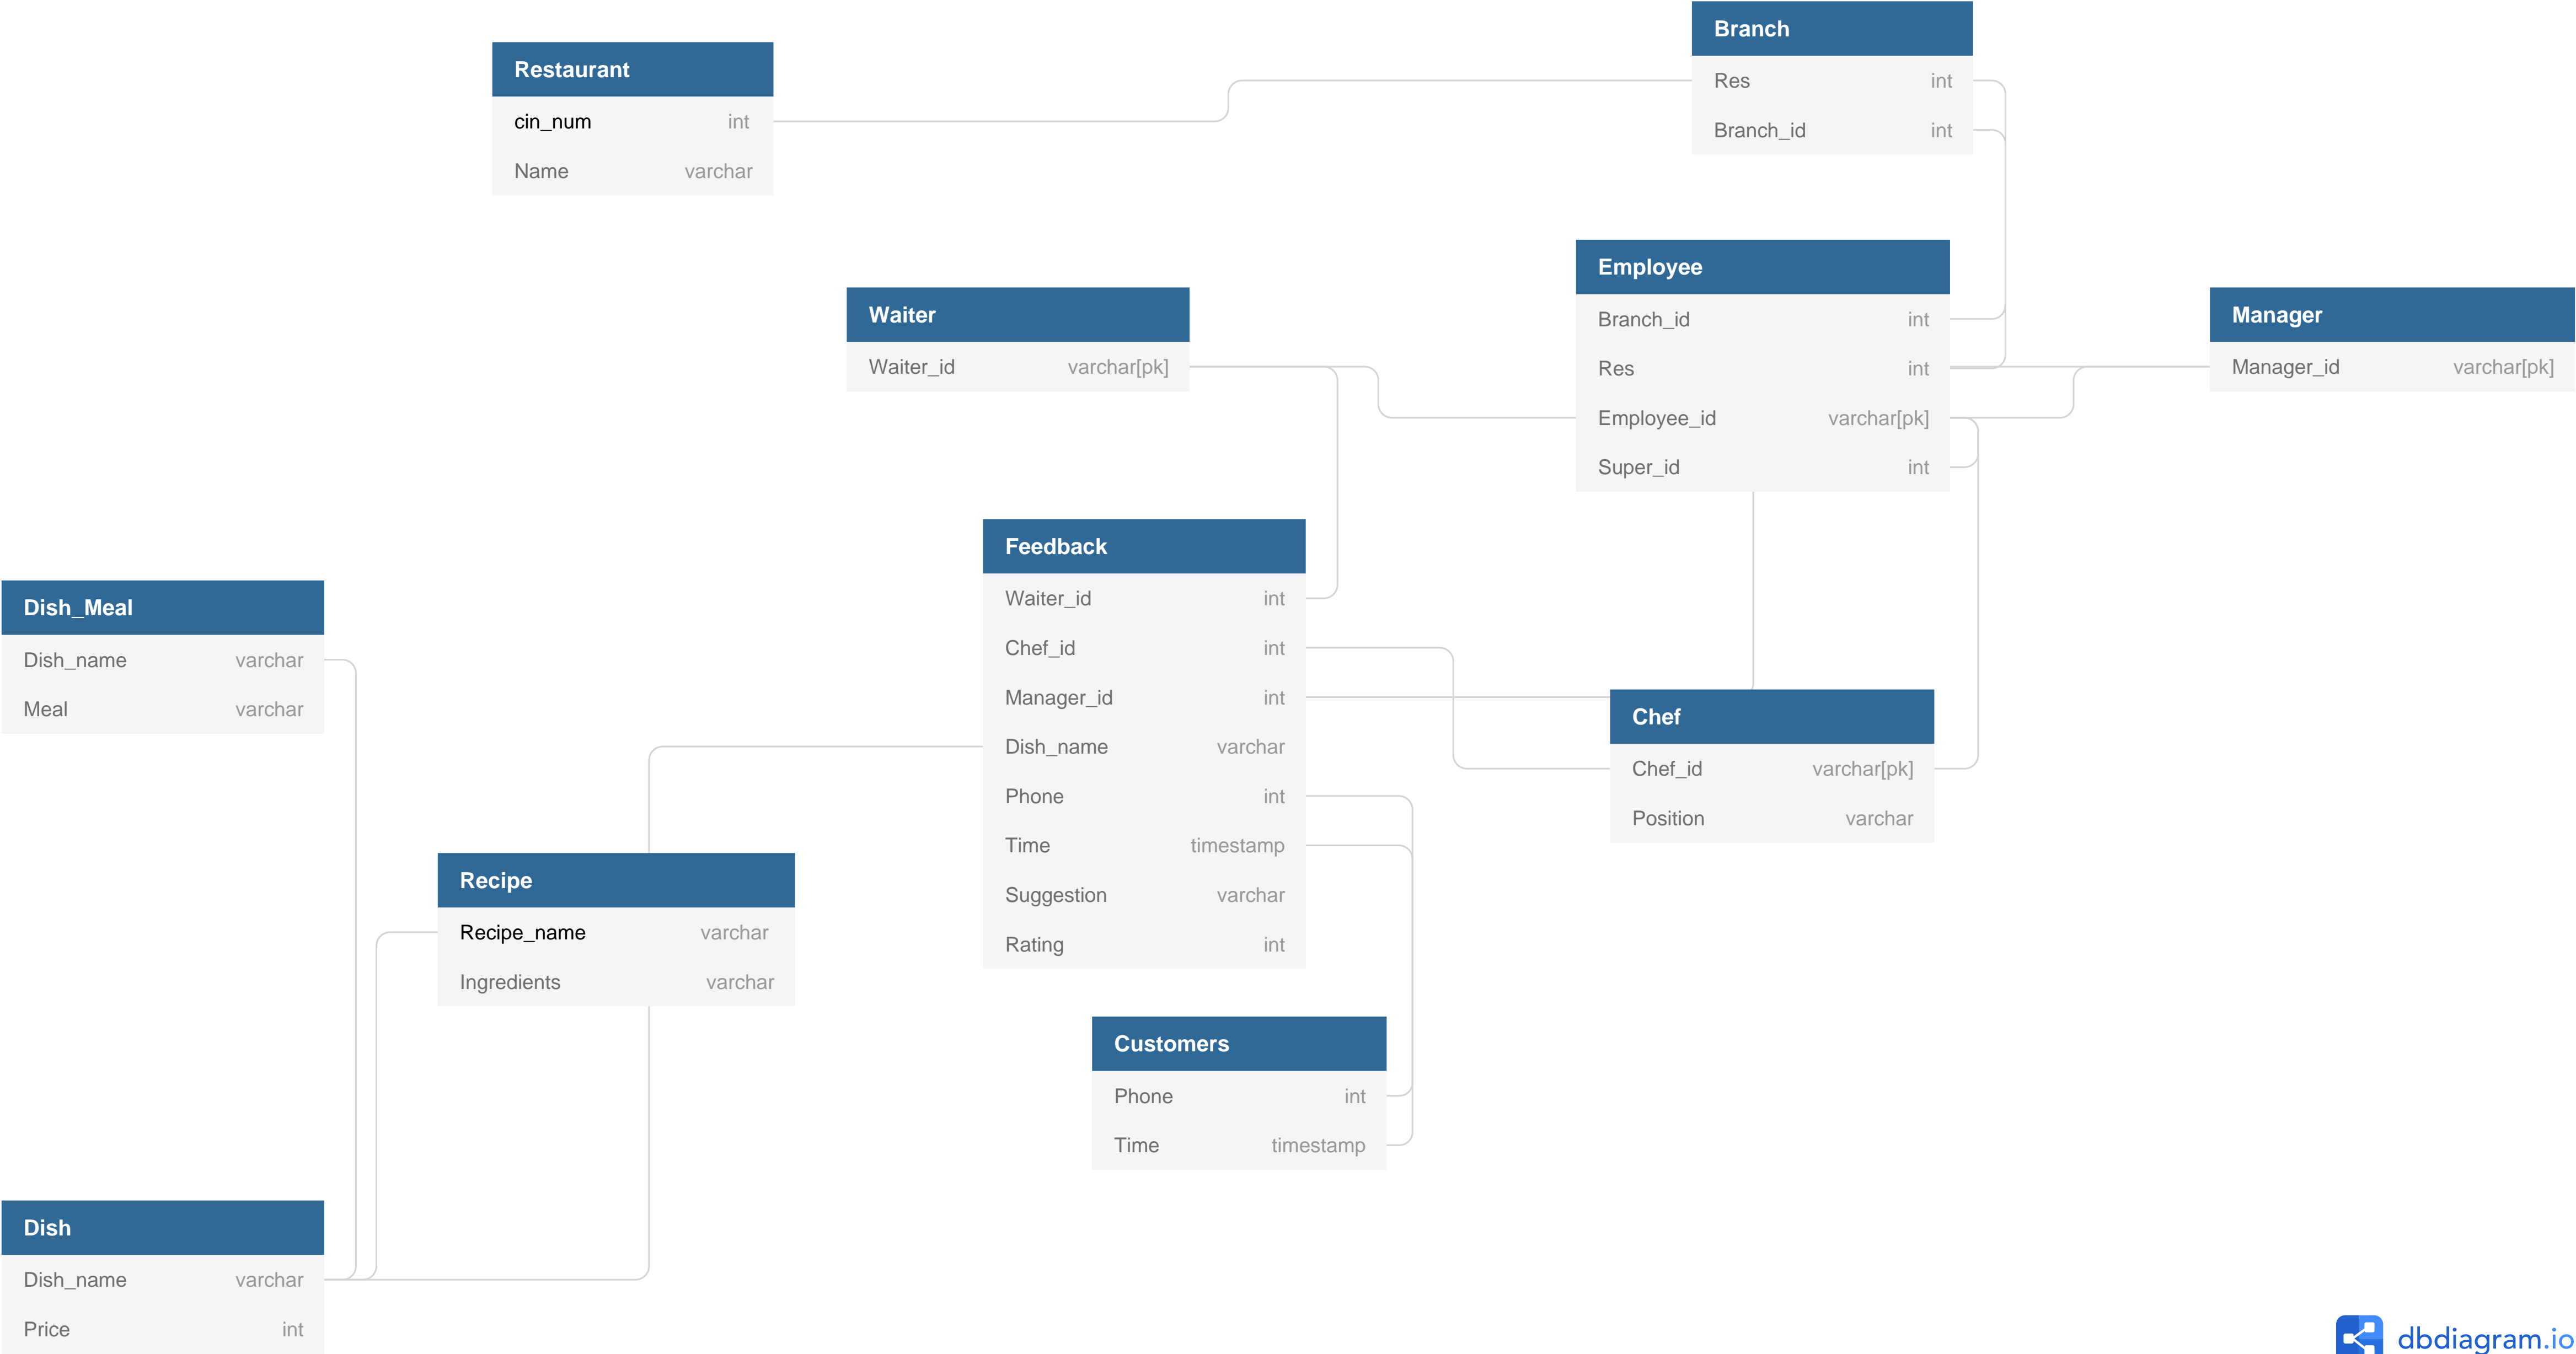 Branch
Res int
Branch_id int
Restaurant
cin_num int
Name varchar
Employee
Branch_id int
Res int
Employee_id varchar[pk]
Super_id int
Waiter
Waiter_id varchar[pk]
Manager
Manager_id varchar[pk]
Feedback
Waiter_id int
Chef_id int
Manager_id int
Dish_name varchar
Phone int
Time timestamp
Suggestion varchar
Rating int
Dish_Meal
Dish_name varchar
Meal varchar
Chef
Chef_id varchar[pk]
Position varchar
Recipe
Recipe_name varchar
Ingredients varchar
Customers
Phone int
Time timestamp
Dish
Dish_name varchar
Price int
dbdiagram.io